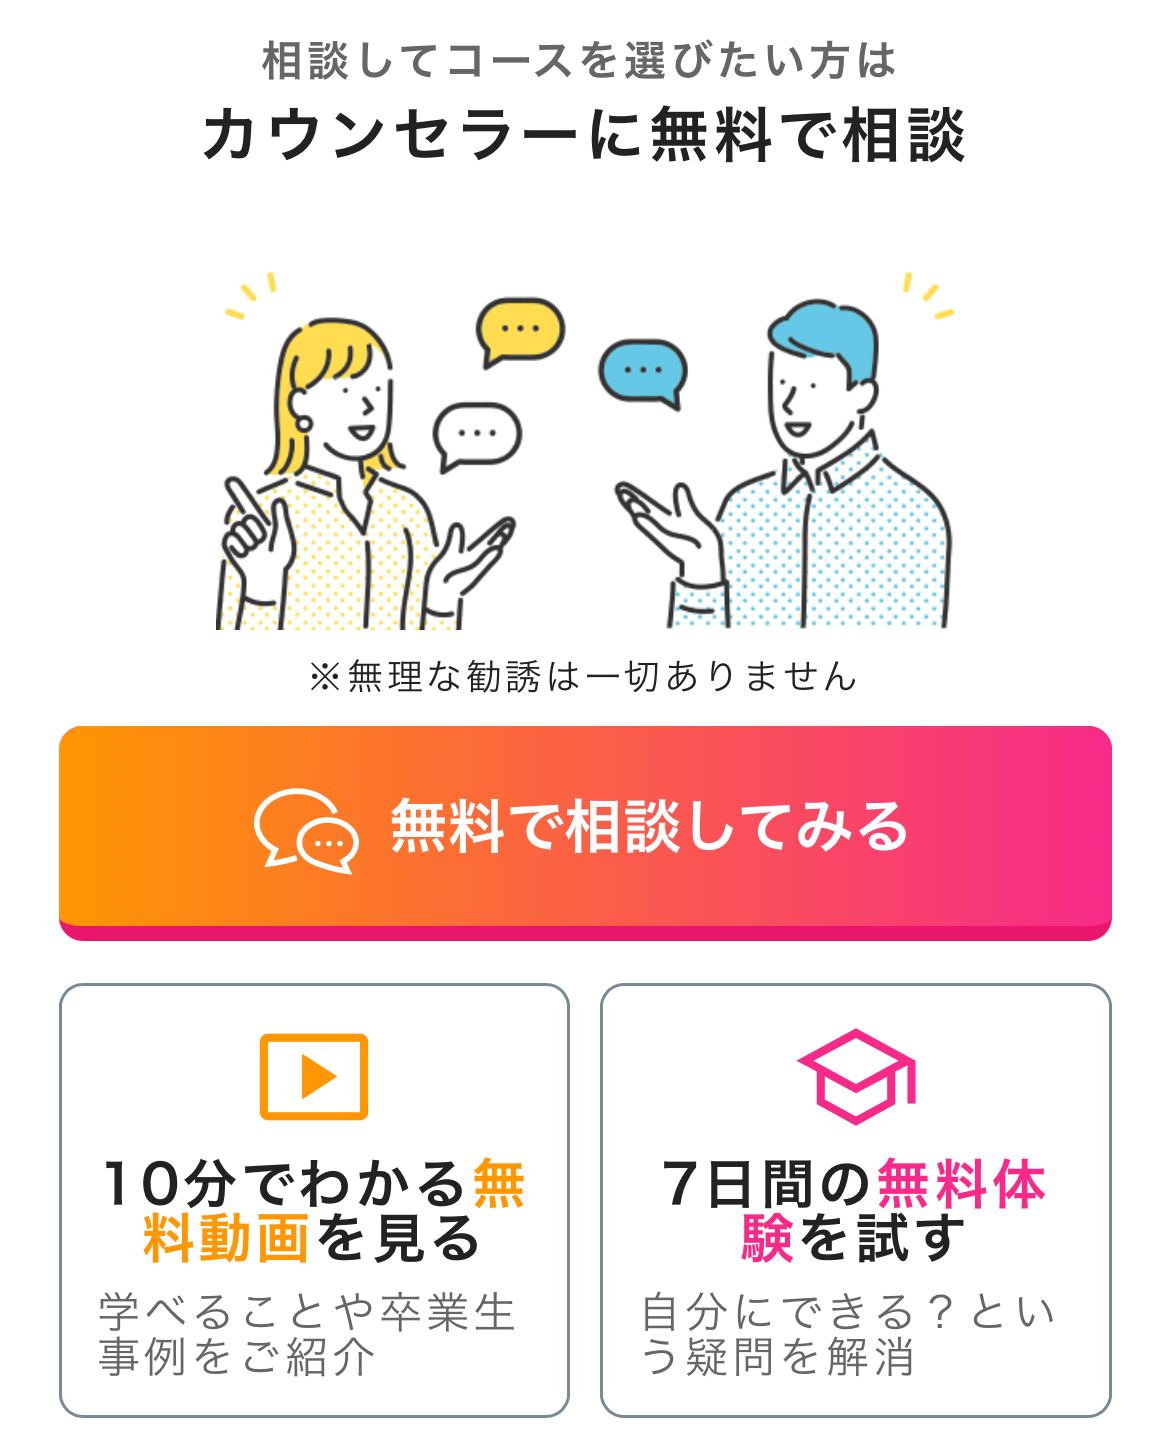 相談してコースを選びたい方は
カウンセラーに無料で相談
※無理な勧誘は一切ありません
無料で相談してみる
10分でわかる無
料動画を見る
学べることや卒業生
事例をご紹介
7日間の無料体
験を試す
自分にできる？とい
う疑問を解消